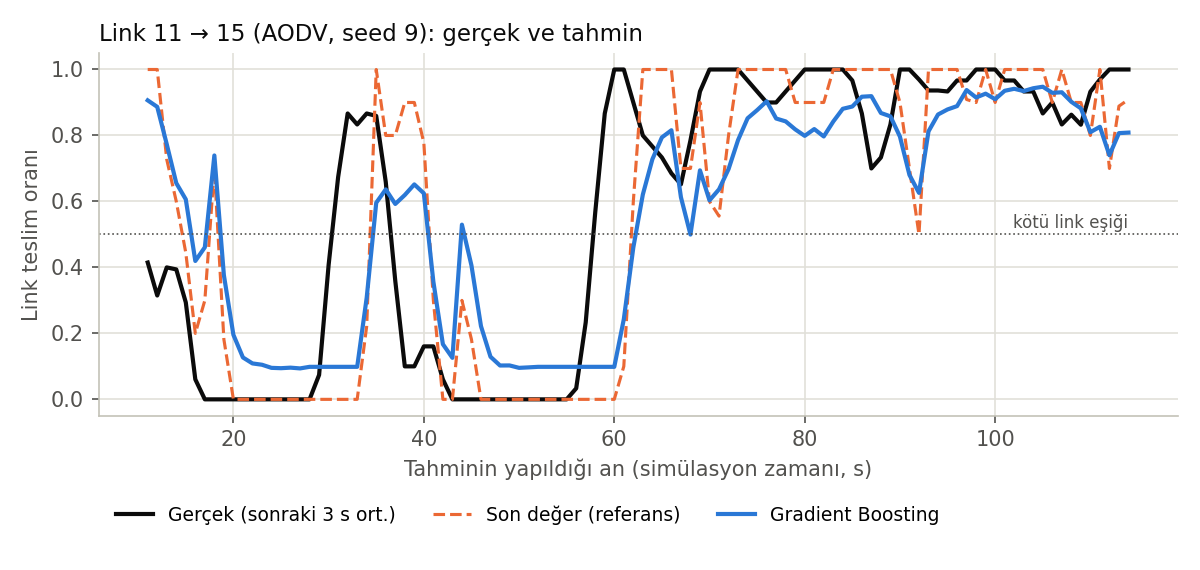 Link 11 → 15 (AODV, seed 9): gerçek ve tahmin
Link teslim oranı
1.0
0.8
0.6
0.4
0.2
0.0
kötü link eşiği
20
40
60
80
100
Tahminin yapıldığı an (simülasyon zamanı, s)
Gerçek (sonraki 3 s ort.)
Son değer (referans)
Gradient Boosting